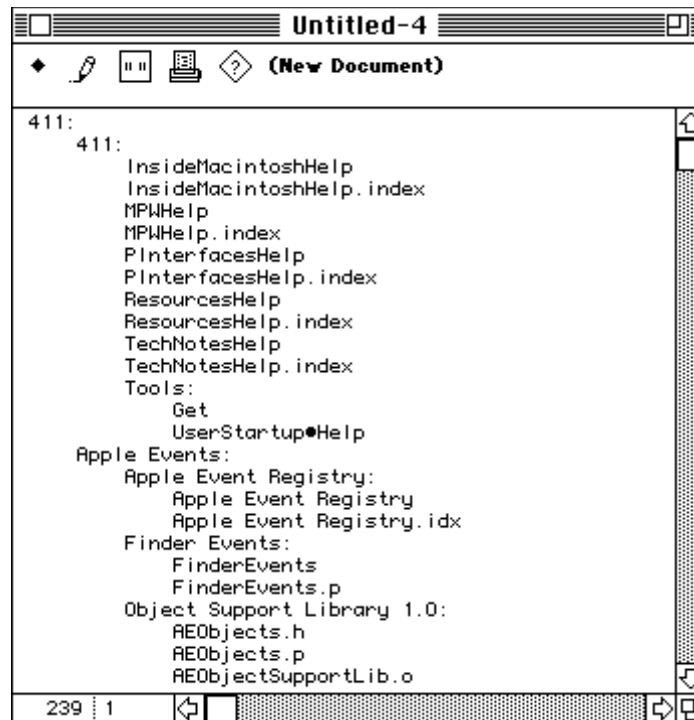 Untitled-4
(New Document)
411:
411:
InsideMacintoshHelp
InsideMacintoshHelp.index
MPWHelp
MPWHelp.index
PInterfacesHelp
PInterfacesHelp.index
ResourcesHelp
ResourcesHelp.index
TechNotesHelp
TechNotesHelp.index
Tools:
Get
UserStartup●Help
Apple Events:
Apple Event Registry:
Apple Event Registry
Apple Event Registry.idx
Finder Events:
FinderEvents
FinderEvents.p
Object Support Library 1.0:
AEObjects.h
AEObjects.p
AEObjectSupportLib.o
239 1